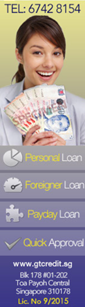 TEL: 6742 8154
Personal Loan
Foreigner Loan
Payday Loan
Quick Approval
www.gtcredit.sg
Blk 178 #01-202
Toa Payoh Central
Singapore 310178
Lic. No 9/2015